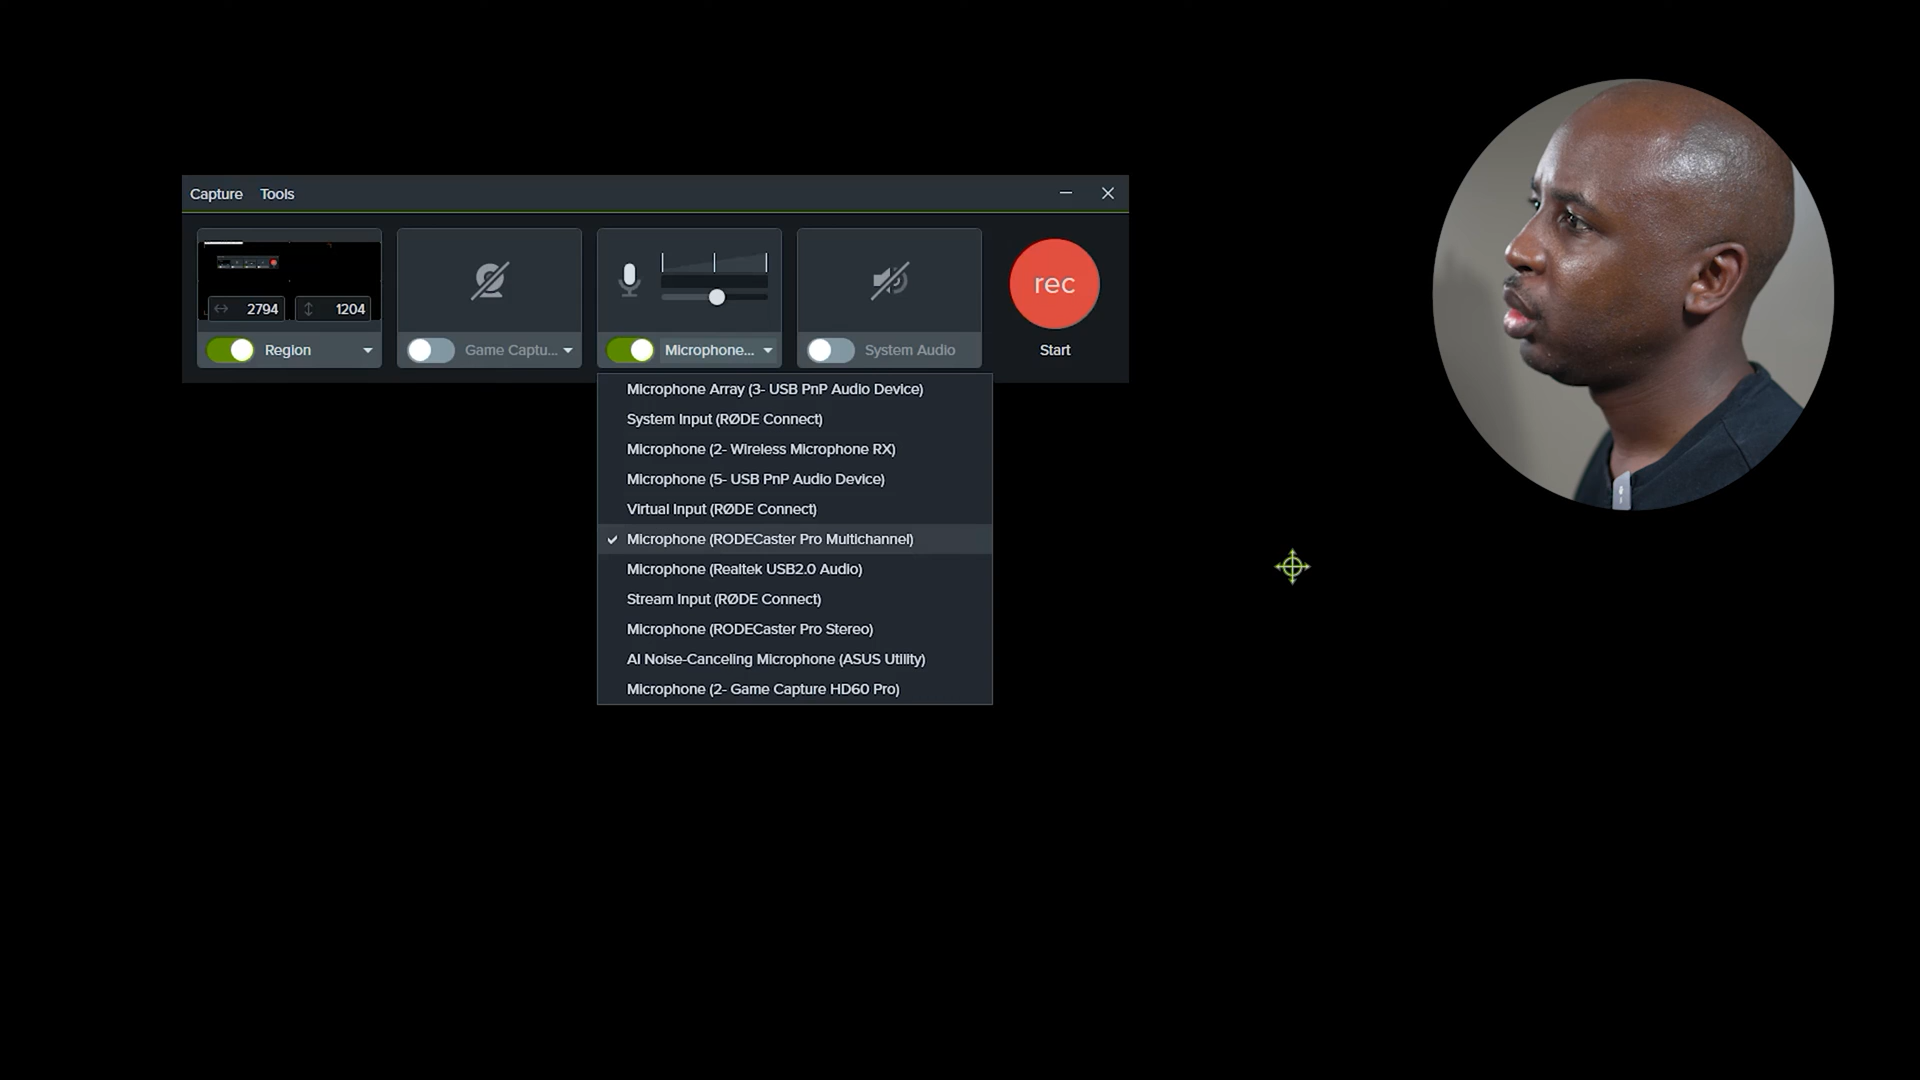 Capture Tools
2794 1204
rec
Region Game Captu... Microphone... System Audio Start
Microphone Array (3- USB PnP Audio Device)
System Input (RØDE Connect)
Microphone (2- Wireless Microphone RX)
Microphone (5- USB PnP Audio Device)
Virtual Input (RØDE Connect)
Microphone (RODECaster Pro Multichannel)
Microphone (Realtek USB2.0 Audio)
Stream Input (RØDE Connect)
Microphone (RODECaster Pro Stereo)
AI Noise-Canceling Microphone (ASUS Utility)
Microphone (2- Game Capture HD60 Pro)